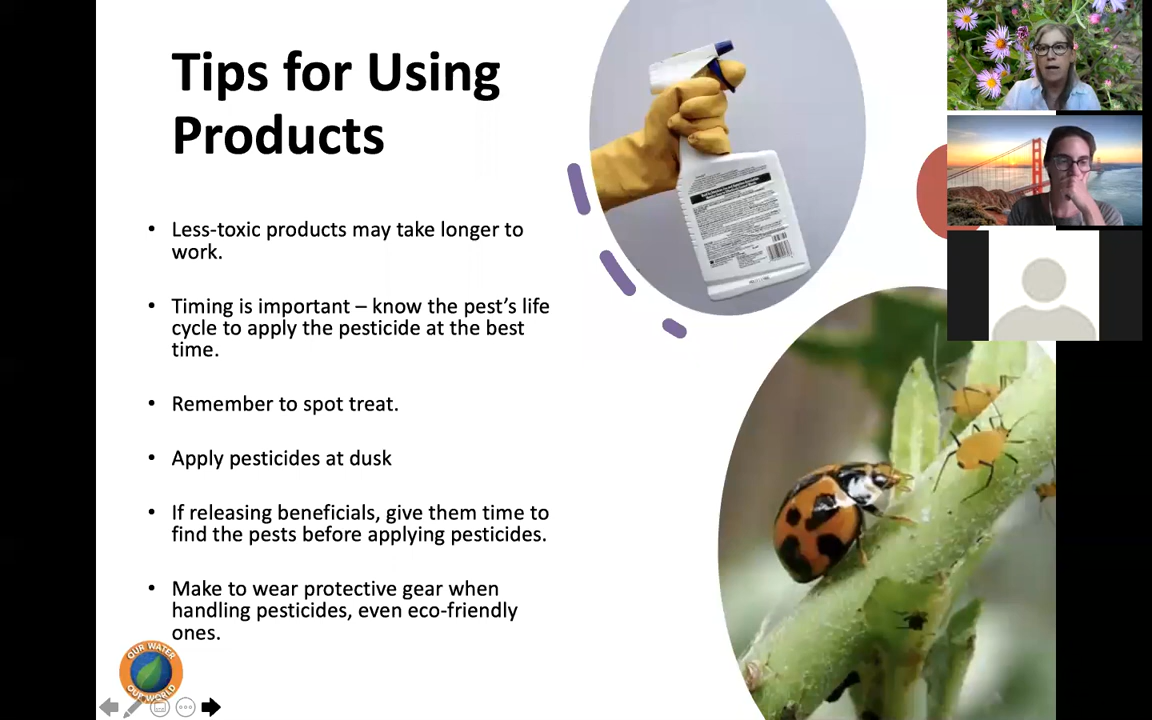 Tips for Using
Products
• Less-toxic products may take longer to
work.
• Timing is important – know the pest’s life
cycle to apply the pesticide at the best
time.
• Remember to spot treat.
• Apply pesticides at dusk
• If releasing beneficials, give them time to
find the pests before applying pesticides.
• Make to wear protective gear when
handling pesticides, even eco-friendly
ones.
OUR WATER
OUR WORLD